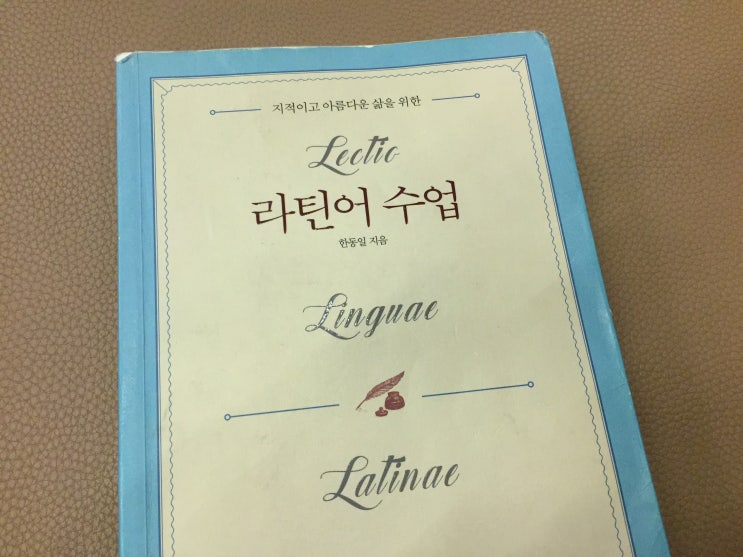 지적이고 아름다운 삶을 위한
Lectio
라틴어 수업
한동일 지음
Linguae
Latinae